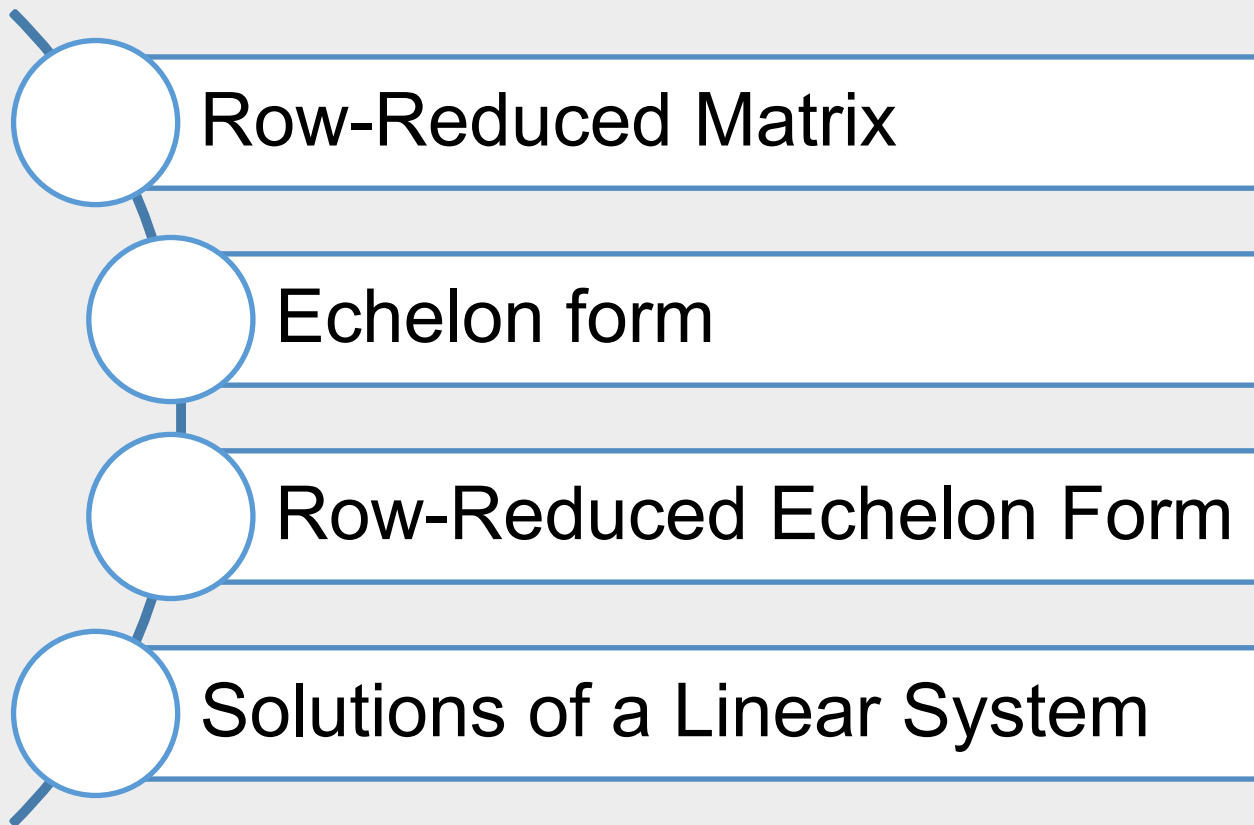 Row-Reduced Matrix
Echelon form
Row-Reduced Echelon Form
Solutions of a Linear System